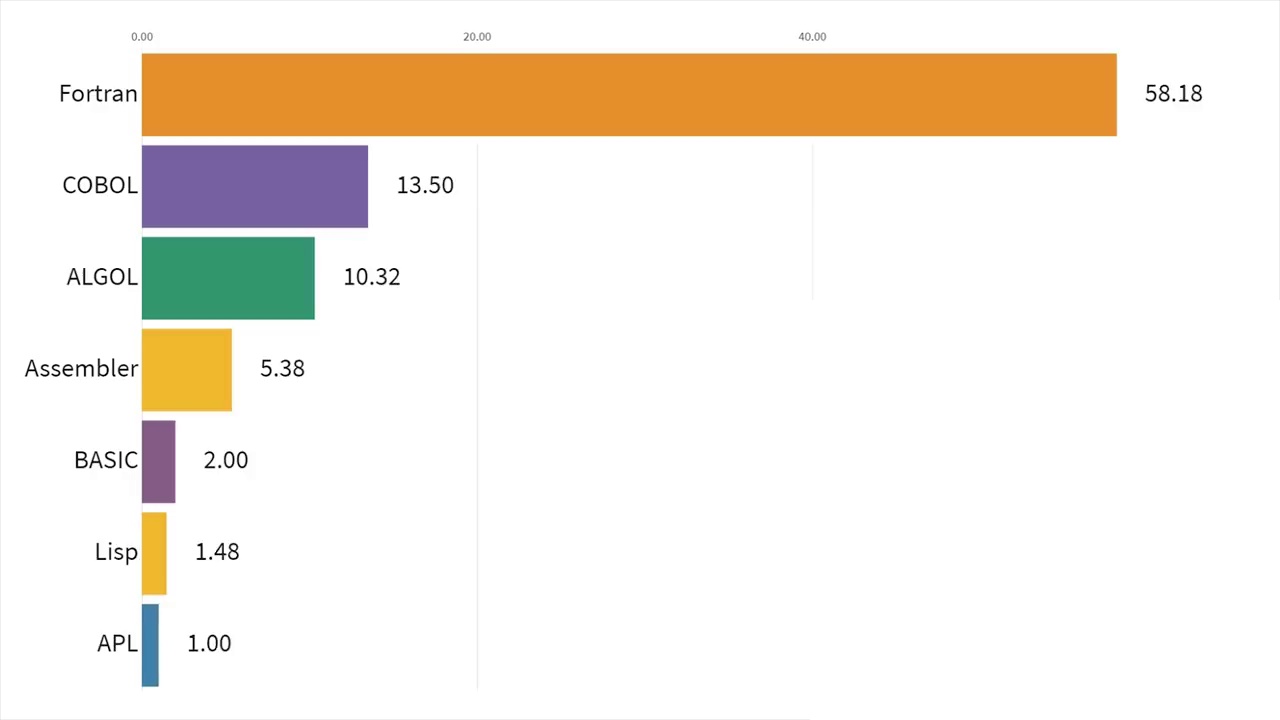 0.00 20.00 40.00
Fortran 58.18
COBOL 13.50
ALGOL 10.32
Assembler 5.38
BASIC 2.00
Lisp 1.48
APL 1.00